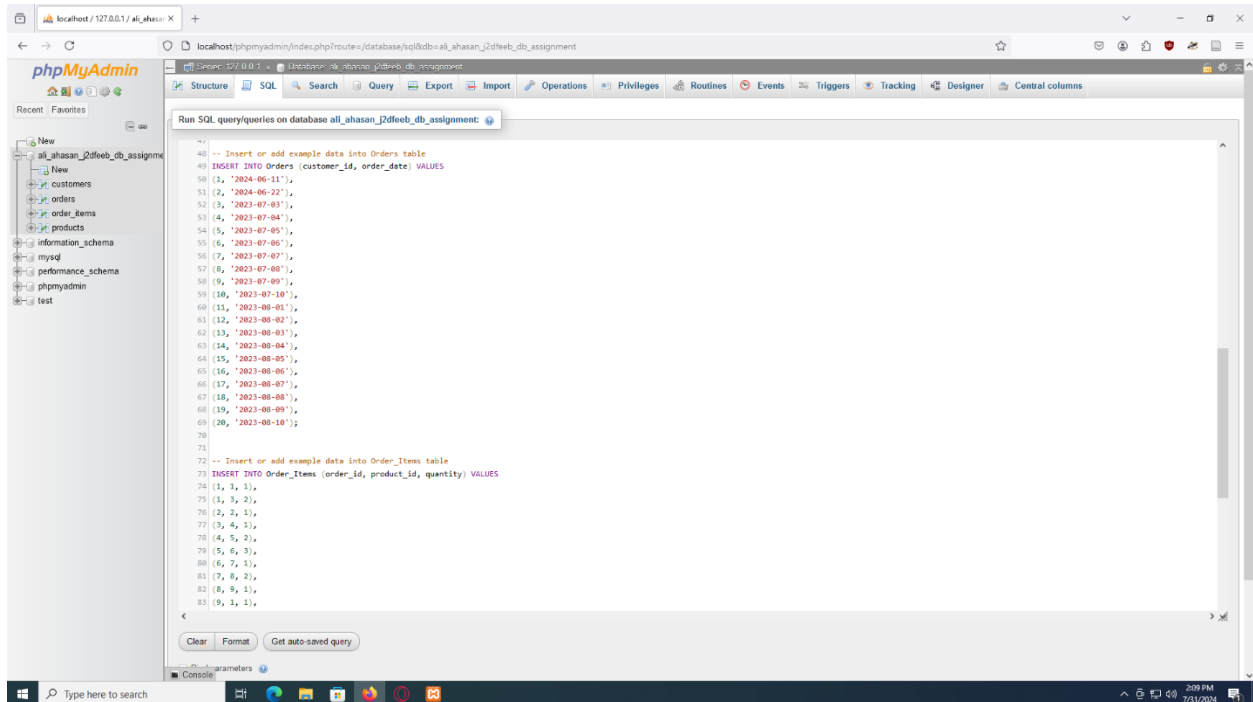 localhost / 127.0.0.1 / ali_ahasan
localhost/phpmyadmin/index.php?route=/database/sql&db=ali_ahasan_j2dfeeb_db_assignment
phpMyAdmin
Recent Favorites
New
ali_ahasan_j2dfeeb_db_assignme
New
customers
orders
order_items
products
information_schema
mysql
performance_schema
phpmyadmin
test
Server: 127.0.0.1 » Database: ali_ahasan_j2dfeeb_db_assignment
Structure SQL Search Query Export Import Operations Privileges Routines Events Triggers Tracking Designer Central columns
Run SQL query/queries on database ali_ahasan_j2dfeeb_db_assignment:
47
48 -- Insert or add example data into Orders table
49 INSERT INTO Orders (customer_id, order_date) VALUES
50 (1, '2024-06-11'),
51 (2, '2024-06-22'),
52 (3, '2023-07-03'),
53 (4, '2023-07-04'),
54 (5, '2023-07-05'),
55 (6, '2023-07-06'),
56 (7, '2023-07-07'),
57 (8, '2023-07-08'),
58 (9, '2023-07-09'),
59 (10, '2023-07-10'),
60 (11, '2023-08-01'),
61 (12, '2023-08-02'),
62 (13, '2023-08-03'),
63 (14, '2023-08-04'),
64 (15, '2023-08-05'),
65 (16, '2023-08-06'),
66 (17, '2023-08-07'),
67 (18, '2023-08-08'),
68 (19, '2023-08-09'),
69 (20, '2023-08-10');
70
71
72 -- Insert or add example data into Order_Items table
73 INSERT INTO Order_Items (order_id, product_id, quantity) VALUES
74 (1, 1, 1),
75 (1, 3, 2),
76 (2, 2, 1),
77 (3, 4, 1),
78 (4, 5, 2),
79 (5, 6, 3),
80 (6, 7, 1),
81 (7, 8, 2),
82 (8, 9, 1),
83 (9, 1, 1),
Clear Format Get auto-saved query
Console
Type here to search
2:09 PM
7/31/2024